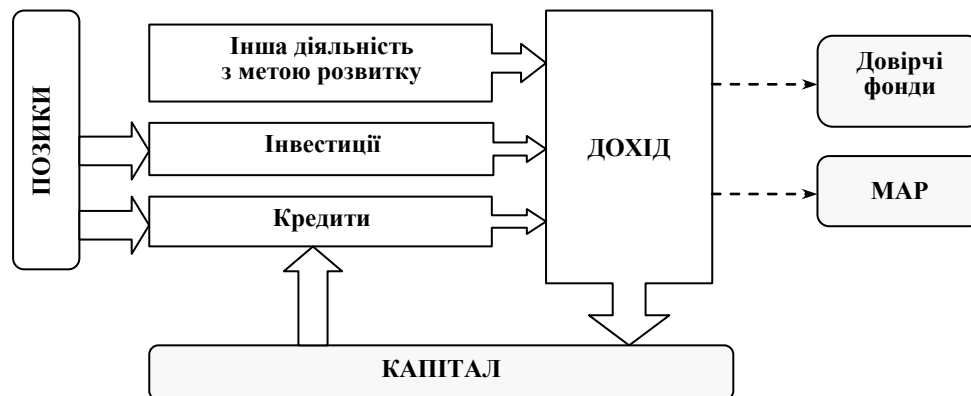 ПОЗИКИ
Інша діяльність
з метою розвитку
Інвестиції
Кредити
ДОХІД
Довірчі
фонди
МАР
КАПІТАЛ